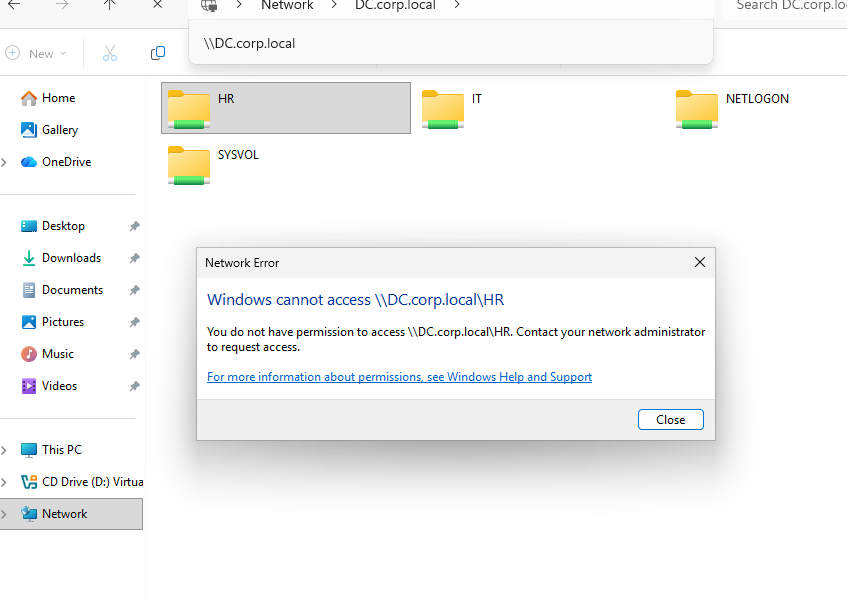 Network > DC.corp.local >
Search DC.corp.lo
New
\\DC.corp.local
Home
Gallery
OneDrive
Desktop
Downloads
Documents
Pictures
Music
Videos
This PC
CD Drive (D:) Virtua
Network
HR
IT
NETLOGON
SYSVOL
Network Error
Windows cannot access \\DC.corp.local\HR
You do not have permission to access \\DC.corp.local\HR. Contact your network administrator
to request access.
For more information about permissions, see Windows Help and Support
Close